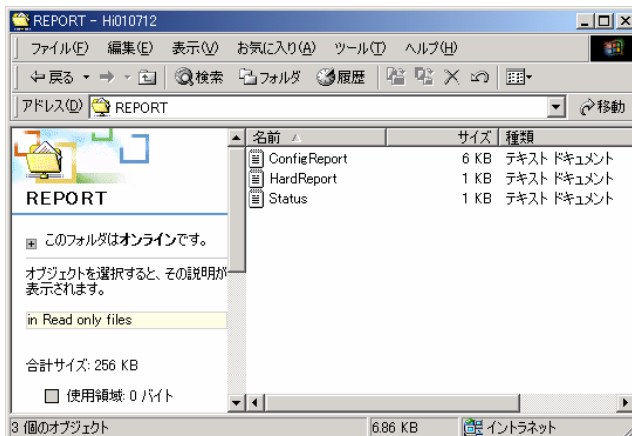 REPORT - Hi010712
ファイル(F) 編集(E) 表示(V) お気に入り(A) ツール(T) ヘルプ(H)
戻る 検索 フォルダ 履歴
アドレス(D) REPORT 移動
名前 サイズ 種類
ConfigReport 6 KB テキスト ドキュメント
HardReport 1 KB テキスト ドキュメント
Status 1 KB テキスト ドキュメント
REPORT
このフォルダはオンラインです。
オブジェクトを選択すると、その説明が
表示されます。
in Read only files
合計サイズ: 256 KB
使用領域: 0 バイト
3 個のオブジェクト 6.86 KB イントラネット